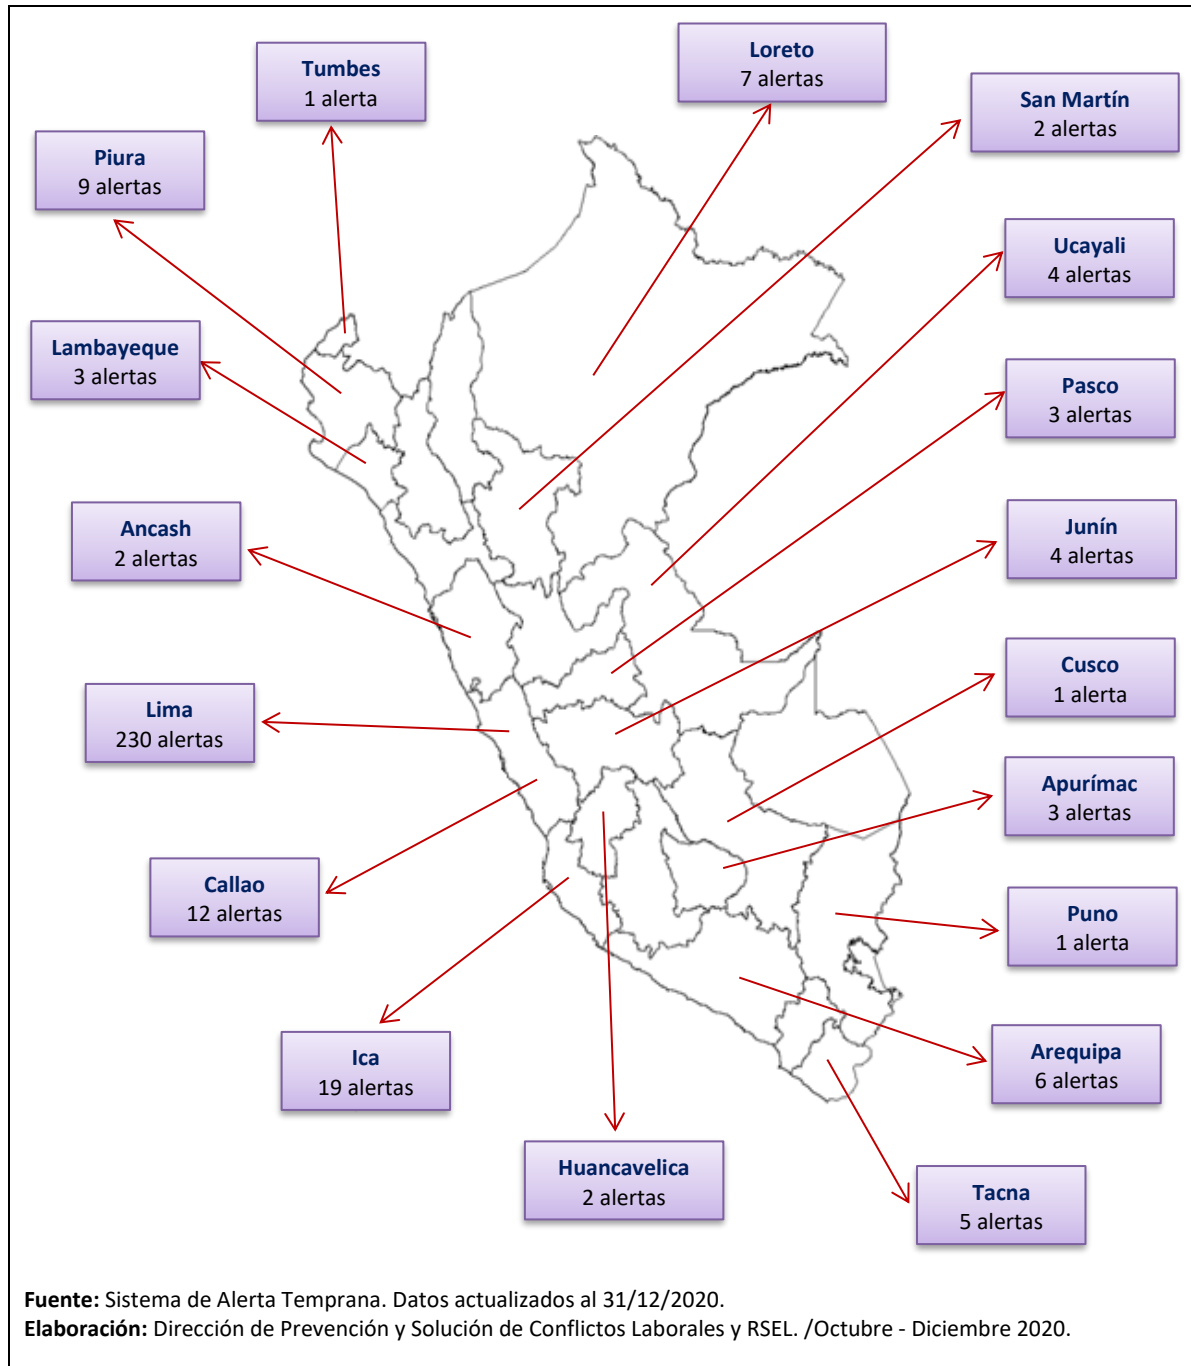 Loreto
7 alertas
Tumbes
1 alerta
San Martín
2 alertas
Piura
9 alertas
Ucayali
4 alertas
Lambayeque
3 alertas
Pasco
3 alertas
Ancash
2 alertas
Junín
4 alertas
Cusco
1 alerta
Lima
230 alertas
Apurímac
3 alertas
Callao
12 alertas
Puno
1 alerta
Ica
19 alertas
Arequipa
6 alertas
Huancavelica
2 alertas
Tacna
5 alertas
Fuente: Sistema de Alerta Temprana. Datos actualizados al 31/12/2020.
Elaboración: Dirección de Prevención y Solución de Conflictos Laborales y RSEL. /Octubre - Diciembre 2020.